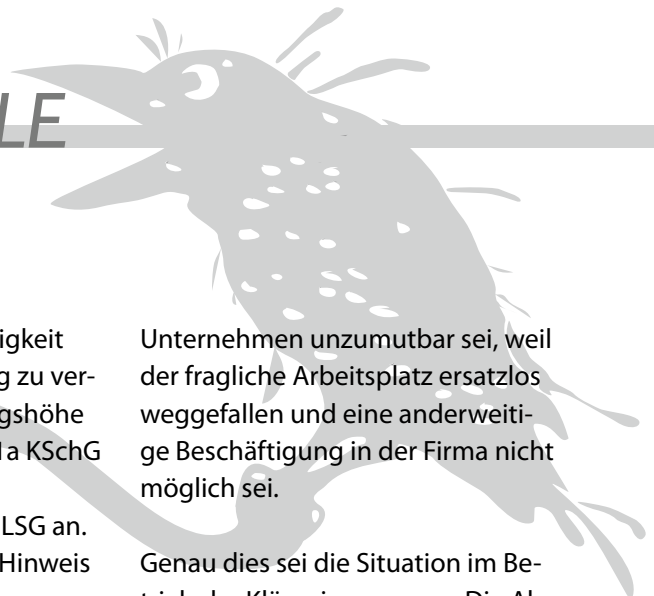 LE
igkeit
g zu ver-
gshöhe
1a KSchG
LSG an.
Hinweis
Unternehmen unzumutbar sei, weil
der fragliche Arbeitsplatz ersatzlos
weggefallen und eine anderweiti-
ge Beschäftigung in der Firma nicht
möglich sei.
Genau dies sei die Situation im Be-